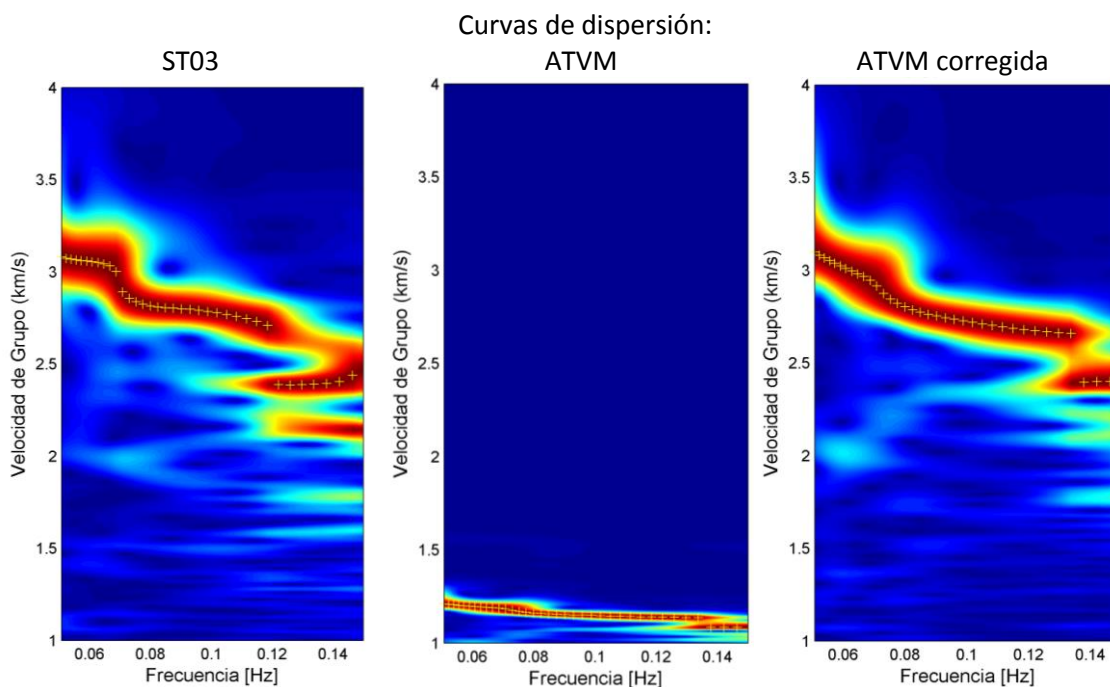 Curvas de dispersión:
ST03
ATVM
ATVM corregida
Velocidad de Grupo (km/s)
4
3.5
3
2.5
2
1.5
1
0.06 0.08 0.1 0.12 0.14
Frecuencia [Hz]
Velocidad de Grupo (km/s)
4
3.5
3
2.5
2
1.5
1
0.06 0.08 0.1 0.12 0.14
Frecuencia [Hz]
Velocidad de Grupo (km/s)
4
3.5
3
2.5
2
1.5
1
0.06 0.08 0.1 0.12 0.14
Frecuencia [Hz]